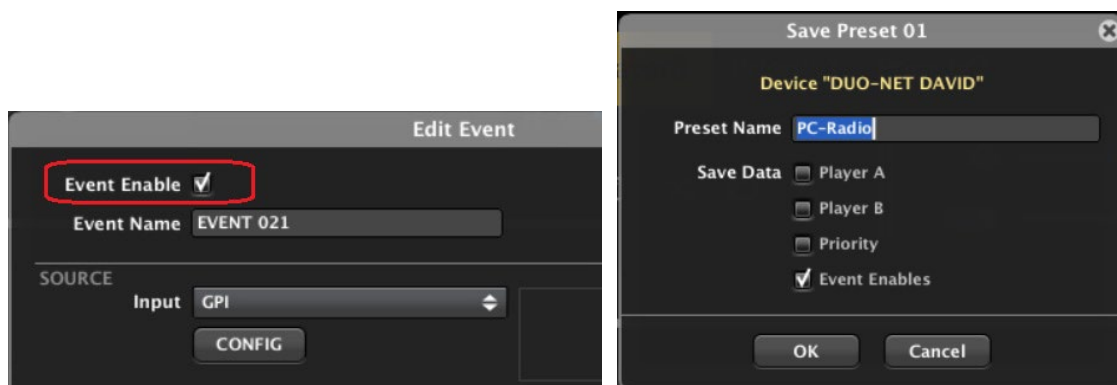 Edit Event
Event Enable
Event Name EVENT 021
SOURCE
Input GPI
CONFIG
Save Preset 01
Device "DUO-NET DAVID"
Preset Name PC-Radio
Save Data Player A
Player B
Priority
Event Enables
OK Cancel